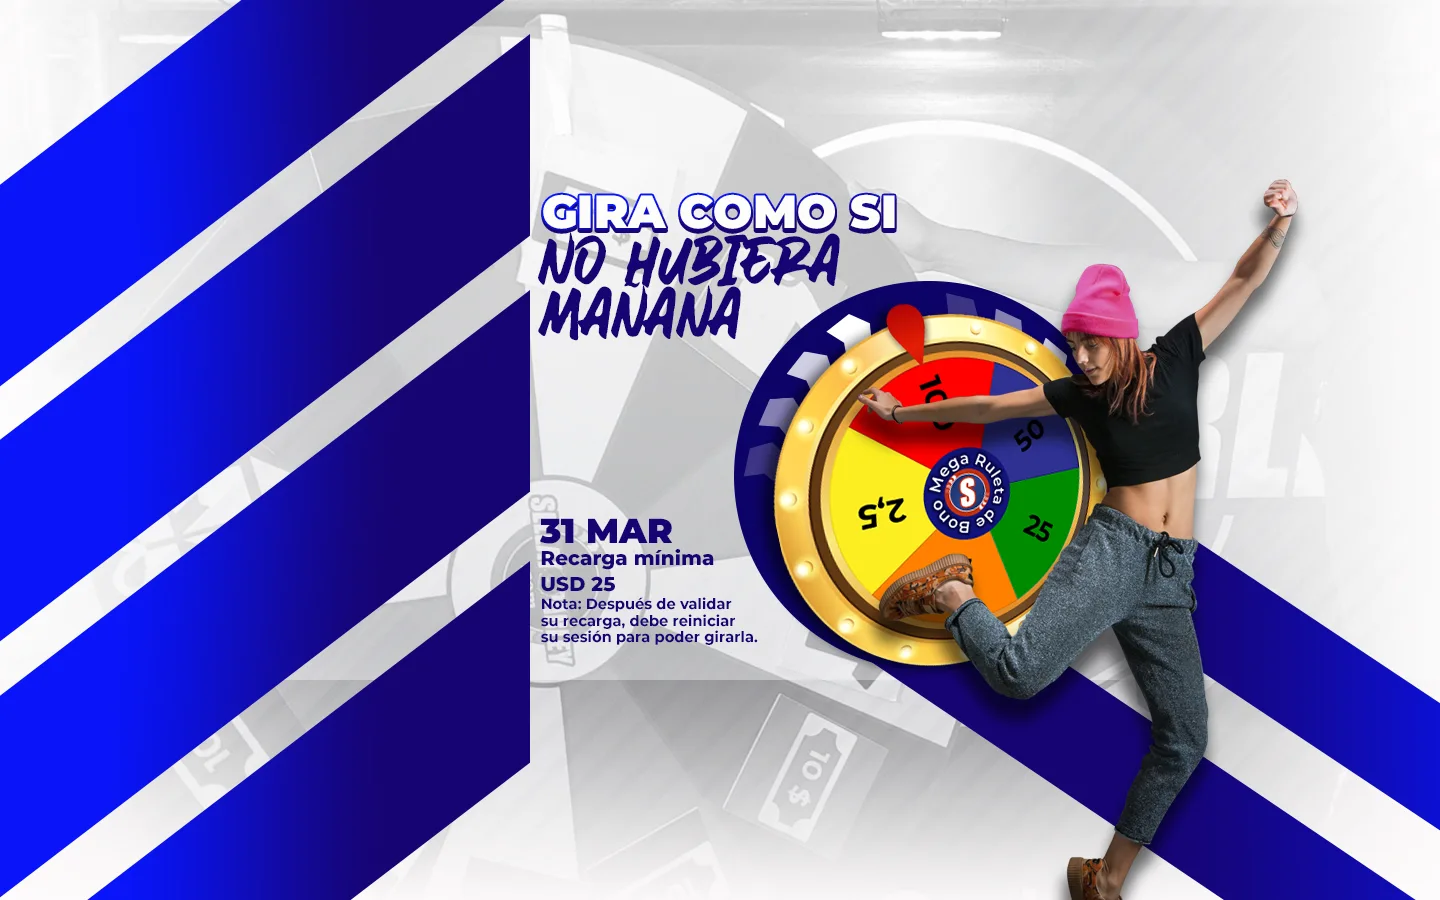 GIRA COMO SI
NO HUBIERA
MAÑANA
50
2,5
25
Mega Ruleta
de Bono
S
31 MAR
Recarga mínima
USD 25
Nota: Después de validar
su recarga, debe reiniciar
su sesión para poder girarla.
10 $